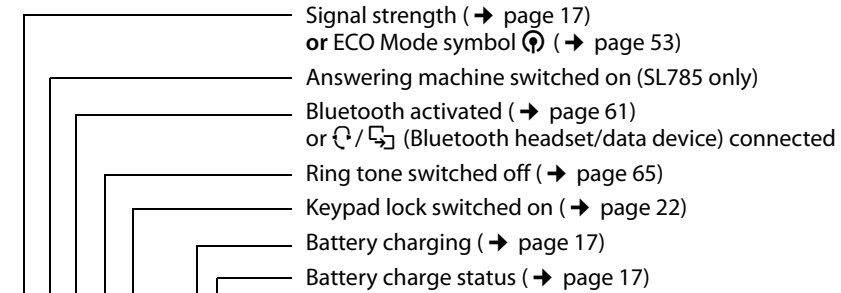 Signal strength (➔ page 17)
or ECO Mode symbol (➔ page 53)
Answering machine switched on (SL785 only)
Bluetooth activated (➔ page 61)
or / (Bluetooth headset/data device) connected
Ring tone switched off (➔ page 65)
Keypad lock switched on (➔ page 22)
Battery charging (➔ page 17)
Battery charge status (➔ page 17)